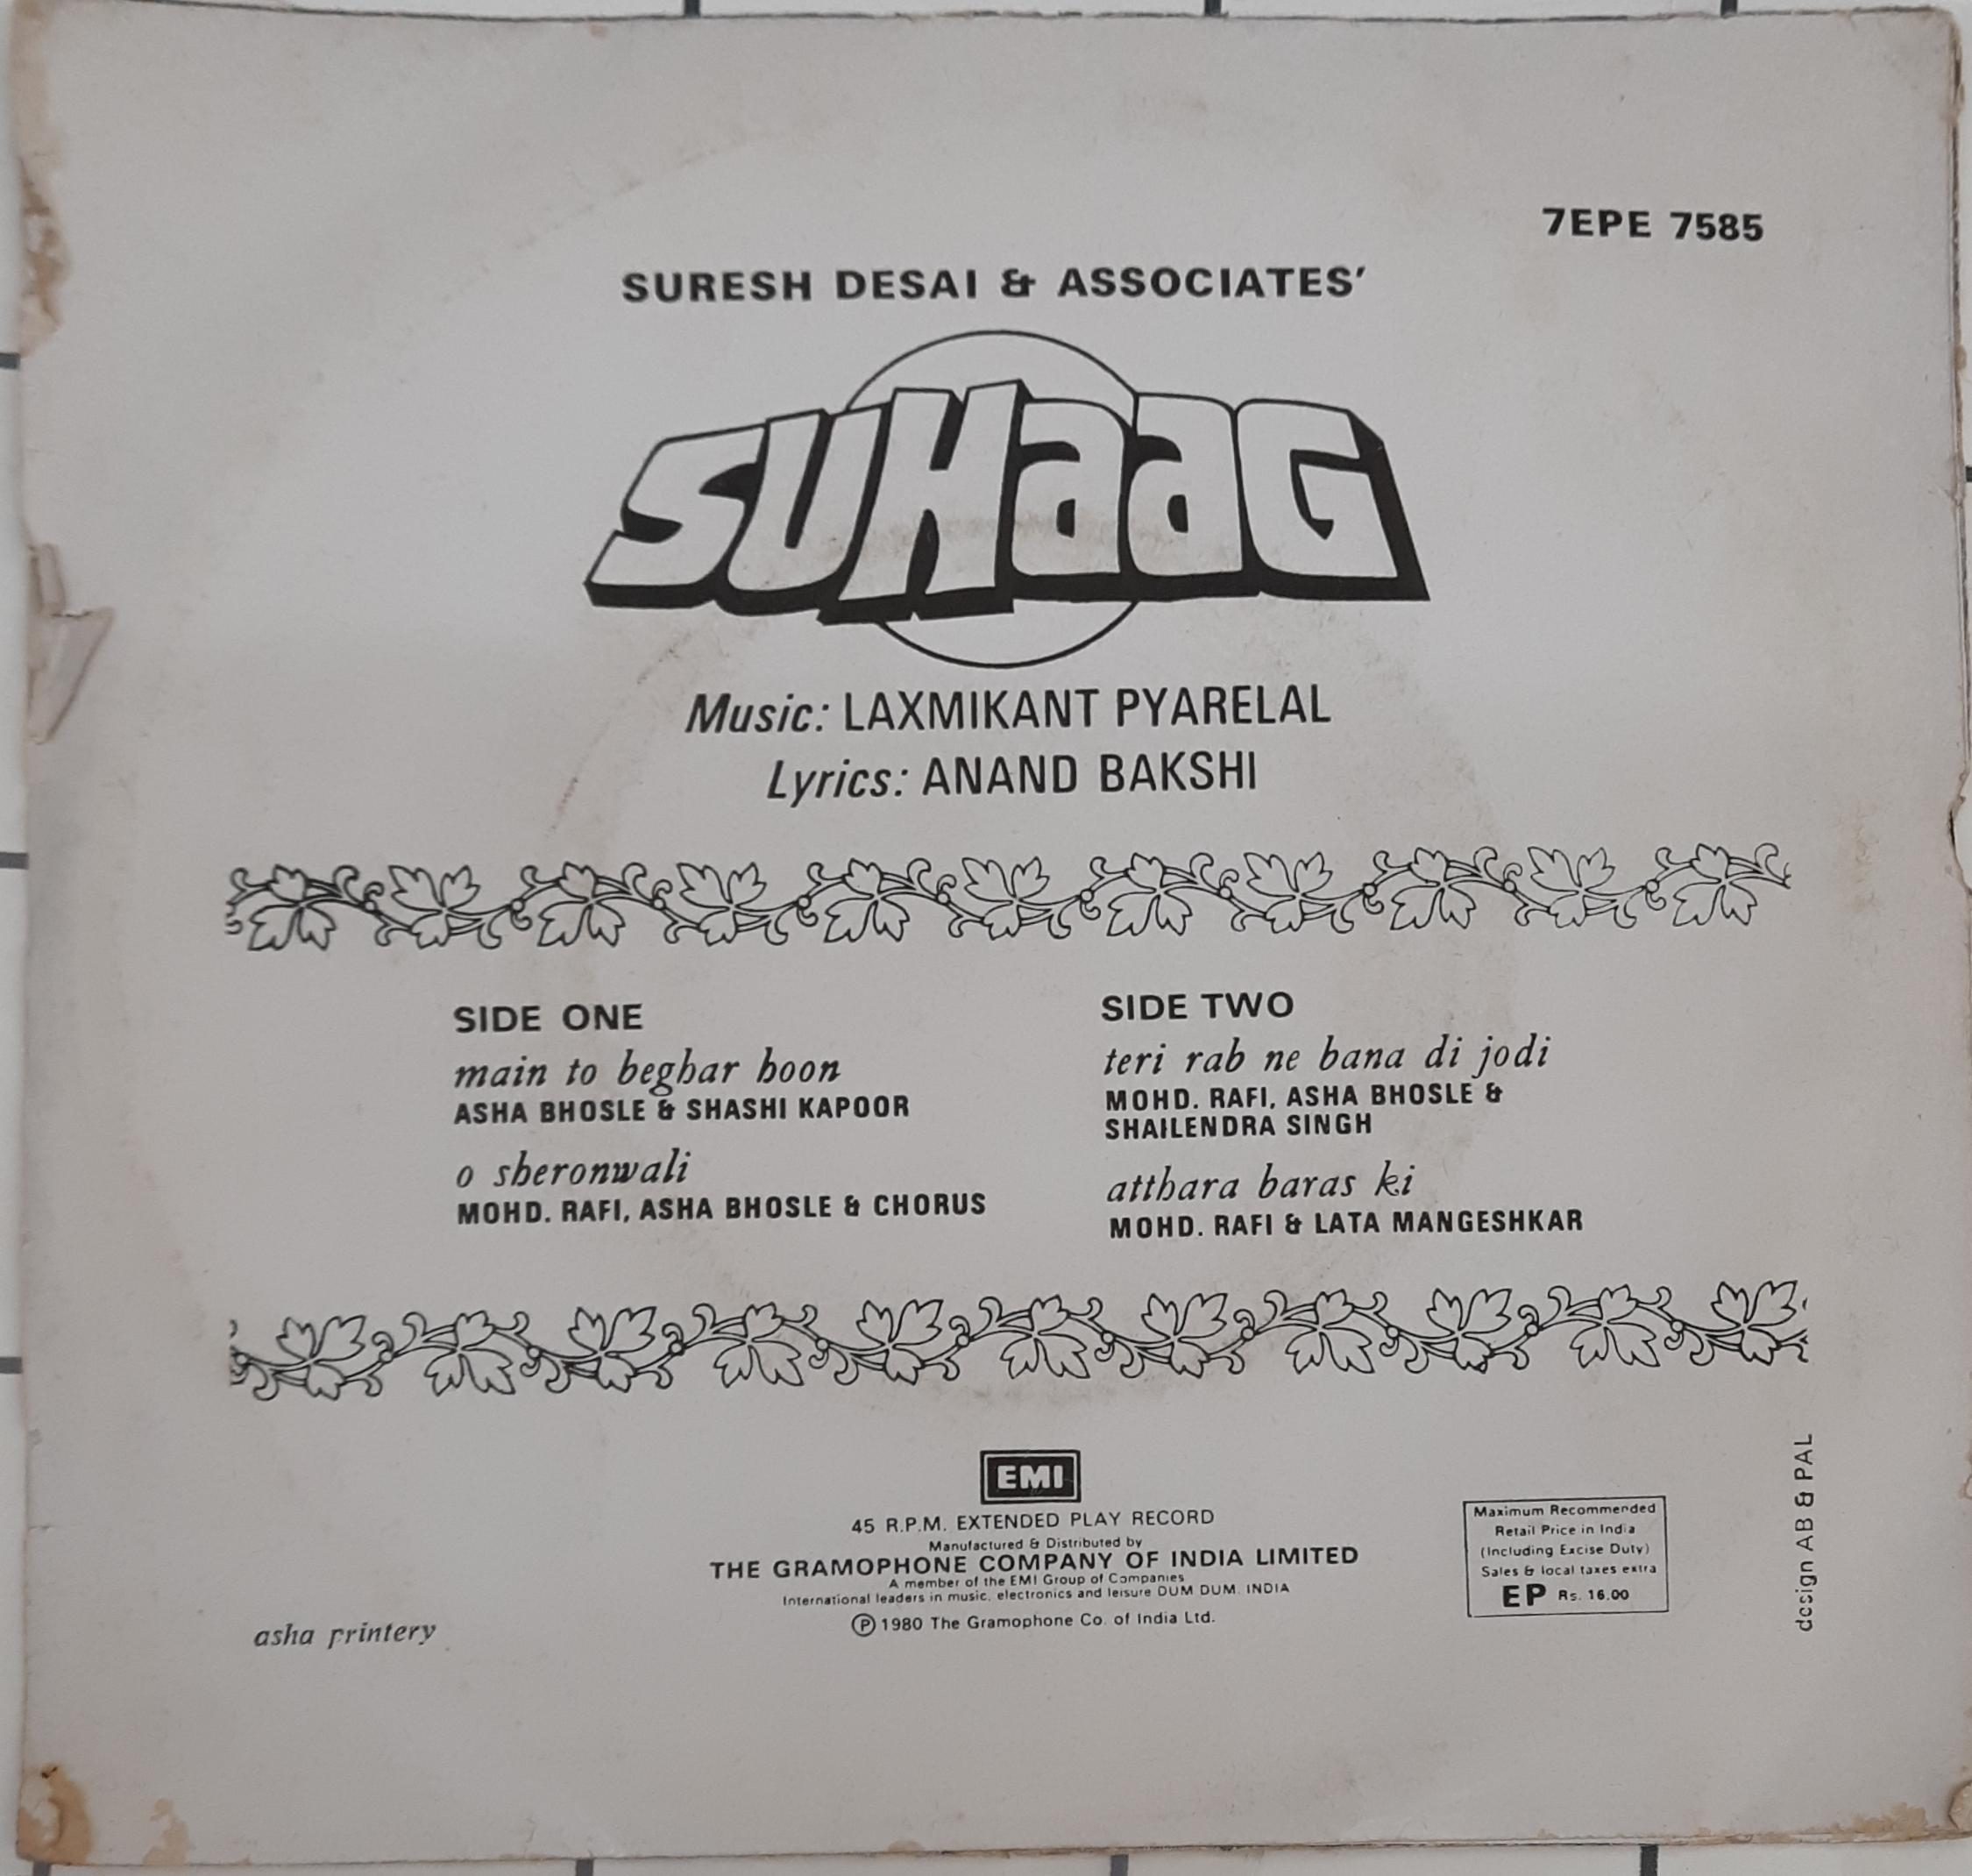 7EPE 7585
SURESH DESAI & ASSOCIATES'
SUHaaG
Music: LAXMIKANT PYARELAL
Lyrics: ANAND BAKSHI
SIDE ONE
main to beghar hoon
ASHA BHOSLE & SHASHI KAPOOR
o sheronwali
MOHD. RAFI, ASHA BHOSLE & CHORUS
SIDE TWO
teri rab ne bana di jodi
MOHD. RAFI, ASHA BHOSLE &
SHAILENDRA SINGH
atthara baras ki
MOHD. RAFI & LATA MANGESHKAR
EMI
45 R.P.M. EXTENDED PLAY RECORD
Manufactured & Distributed by
THE GRAMOPHONE COMPANY OF INDIA LIMITED
A member of the EMI Group of Companies
International leaders in music, electronics and leisure DUM DUM. INDIA
Ⓟ 1980 The Gramophone Co. of India Ltd.
asha printery
Maximum Recommended
Retail Price in India
(Including Excise Duty)
Sales & local taxes extra
EP Rs. 16.00
design AB & PAL